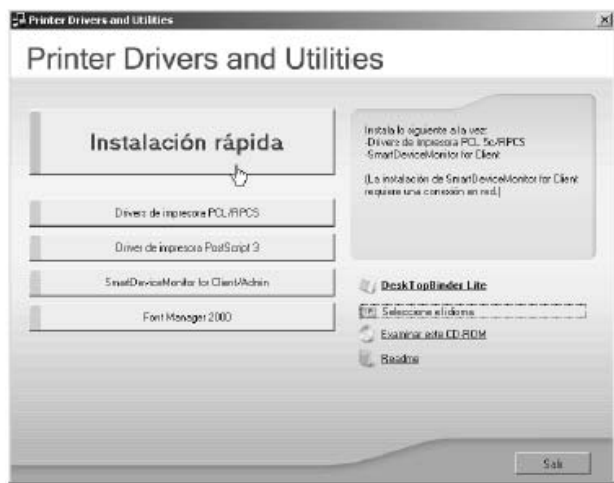 Printer Drivers and Utilities
Printer Drivers and Utilities
Instalación rápida
Drivers de impresora PCL/RPCS
Driver de impresora PostScript 3
SmartDeviceMonitor for Client/Admin
Font Manager 2000
Instala lo siguiente a la vez:
-Drivers de impresora PCL 5c/RPCS
-SmartDeviceMonitor for Client
(La instalación de SmartDeviceMonitor for Client
requiere una conexión en red.)
DeskTopBinder Lite
Seleccione el idioma
Examinar este CD-ROM
Readme
Salir